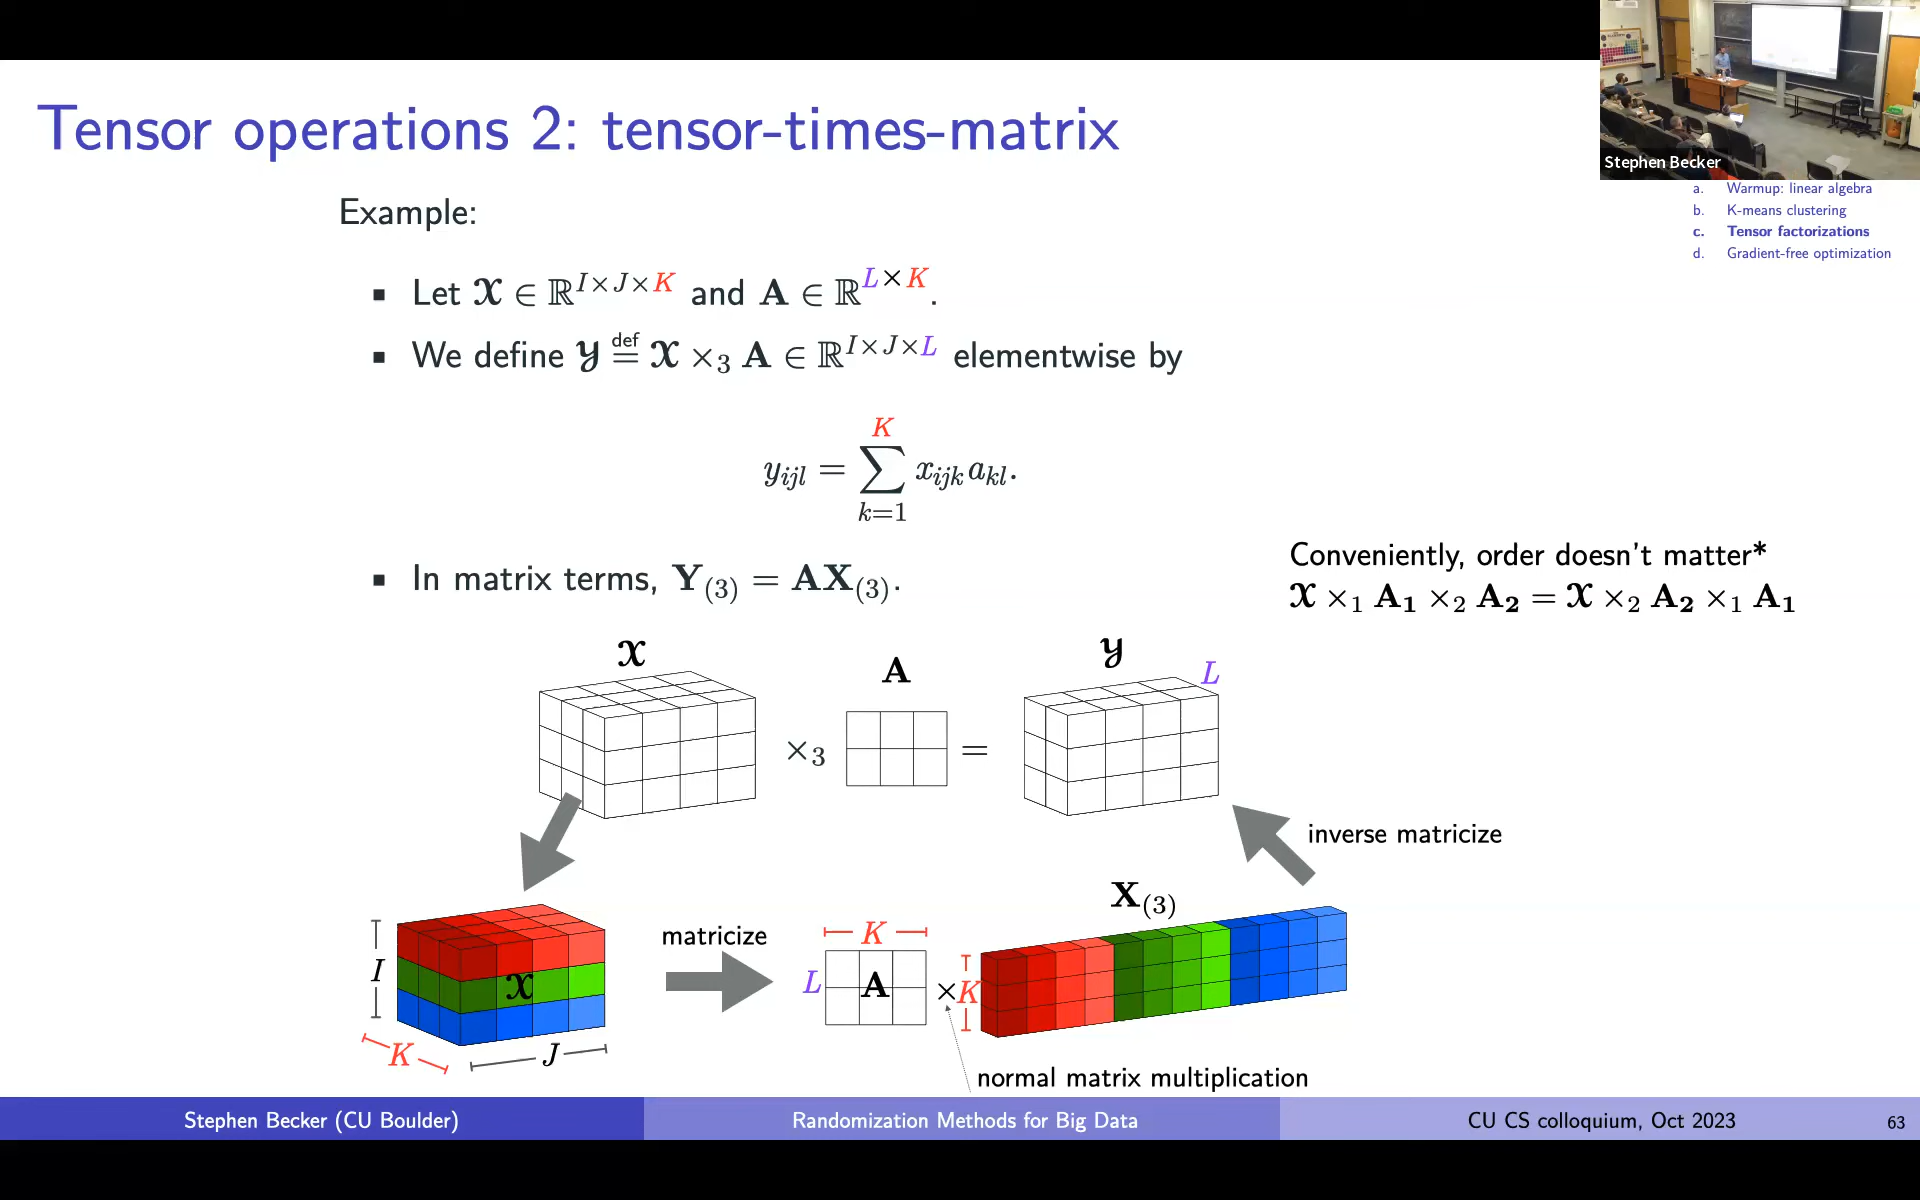 Tensor operations 2: tensor-times-matrix
Stephen Becker
a. Warmup: linear algebra
b. K-means clustering
c. Tensor factorizations
d. Gradient-free optimization
Example:
▪ Let 𝓧 ∈ ℝ^{I×J×K} and 𝐀 ∈ ℝ^{L×K}.
▪ We define 𝓨 def= 𝓧 ×₃ 𝐀 ∈ ℝ^{I×J×L} elementwise by
y_{ijl} = ∑_{k=1}^{K} x_{ijk} a_{kl}.
▪ In matrix terms, 𝐘_{(3)} = 𝐀𝐗_{(3)}.
Conveniently, order doesn't matter*
𝓧 ×₁ 𝐀₁ ×₂ 𝐀₂ = 𝓧 ×₂ 𝐀₂ ×₁ 𝐀₁
𝓧 ×₃ 𝐀 = 𝓨 L
inverse matricize
I 𝓧 K J
matricize
K L 𝐀 × K 𝐗_{(3)}
normal matrix multiplication
Stephen Becker (CU Boulder) Randomization Methods for Big Data CU CS colloquium, Oct 2023 63